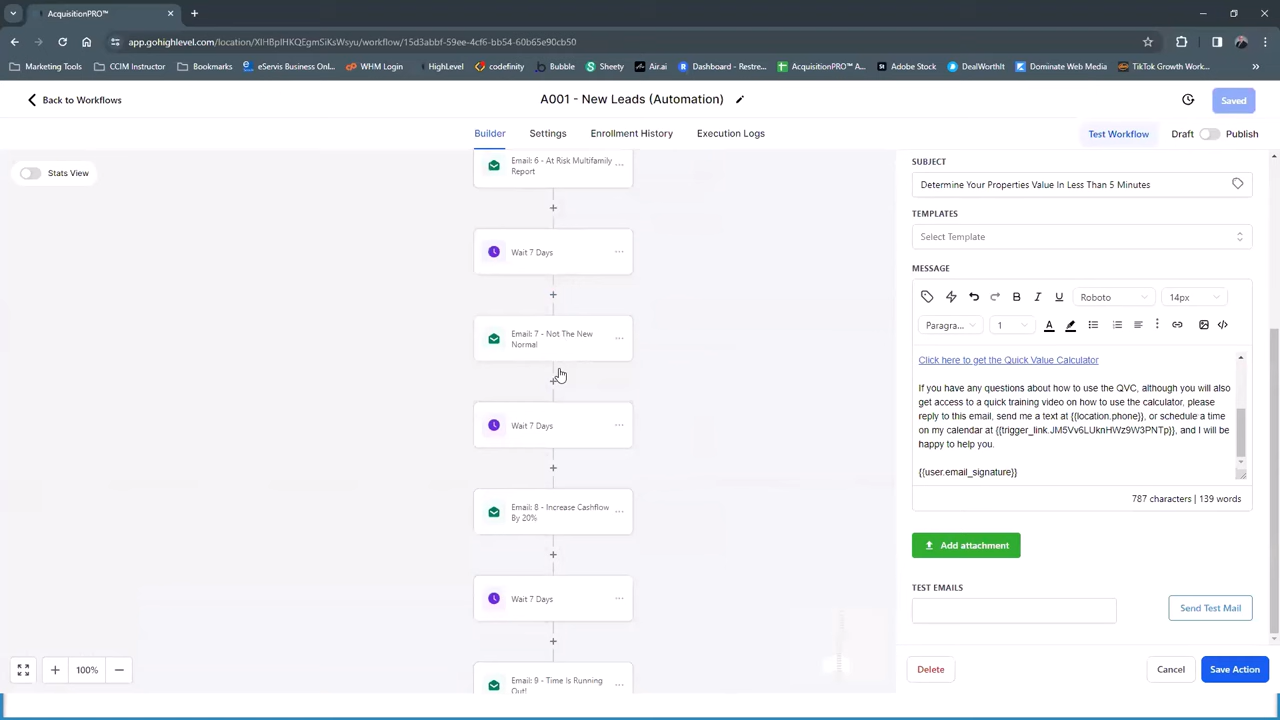 AcquisitionPRO™
app.gohighlevel.com/location/XIHBplHKQEgmSiKsWsyu/workflow/15d3abbf-59ee-4cf6-bb54-60b65e90cb50
Marketing Tools
CCIM Instructor
Bookmarks
eServis Business Onl...
WHM Login
HighLevel
codefinity
Bubble
Sheety
Air.ai
Dashboard - Restre...
AcquisitionPRO™ A...
Adobe Stock
DealWorthIt
Dominate Web Media
TikTok Growth Wor...
Back to Workflows
A001 - New Leads (Automation)
Saved
Builder
Settings
Enrollment History
Execution Logs
Test Workflow
Draft
Publish
Stats View
Email: 6 - At Risk Multifamily
Report
Wait 7 Days
Email: 7 - Not The New
Normal
Wait 7 Days
Email: 8 - Increase Cashflow
By 20%
Wait 7 Days
Email: 9 - Time Is Running
Out!
100%
SUBJECT
Determine Your Properties Value In Less Than 5 Minutes
TEMPLATES
Select Template
MESSAGE
Roboto
14px
Paragra...
1
Click here to get the Quick Value Calculator
If you have any questions about how to use the QVC, although you will also
get access to a quick training video on how to use the calculator, please
reply to this email, send me a text at {{location.phone}}, or schedule a time
on my calendar at {{trigger_link.JM5Vv6LUknHWz9W3PNTp}}, and I will be
happy to help you.
{{user.email_signature}}
787 characters | 139 words
Add attachment
TEST EMAILS
Send Test Mail
Delete
Cancel
Save Action